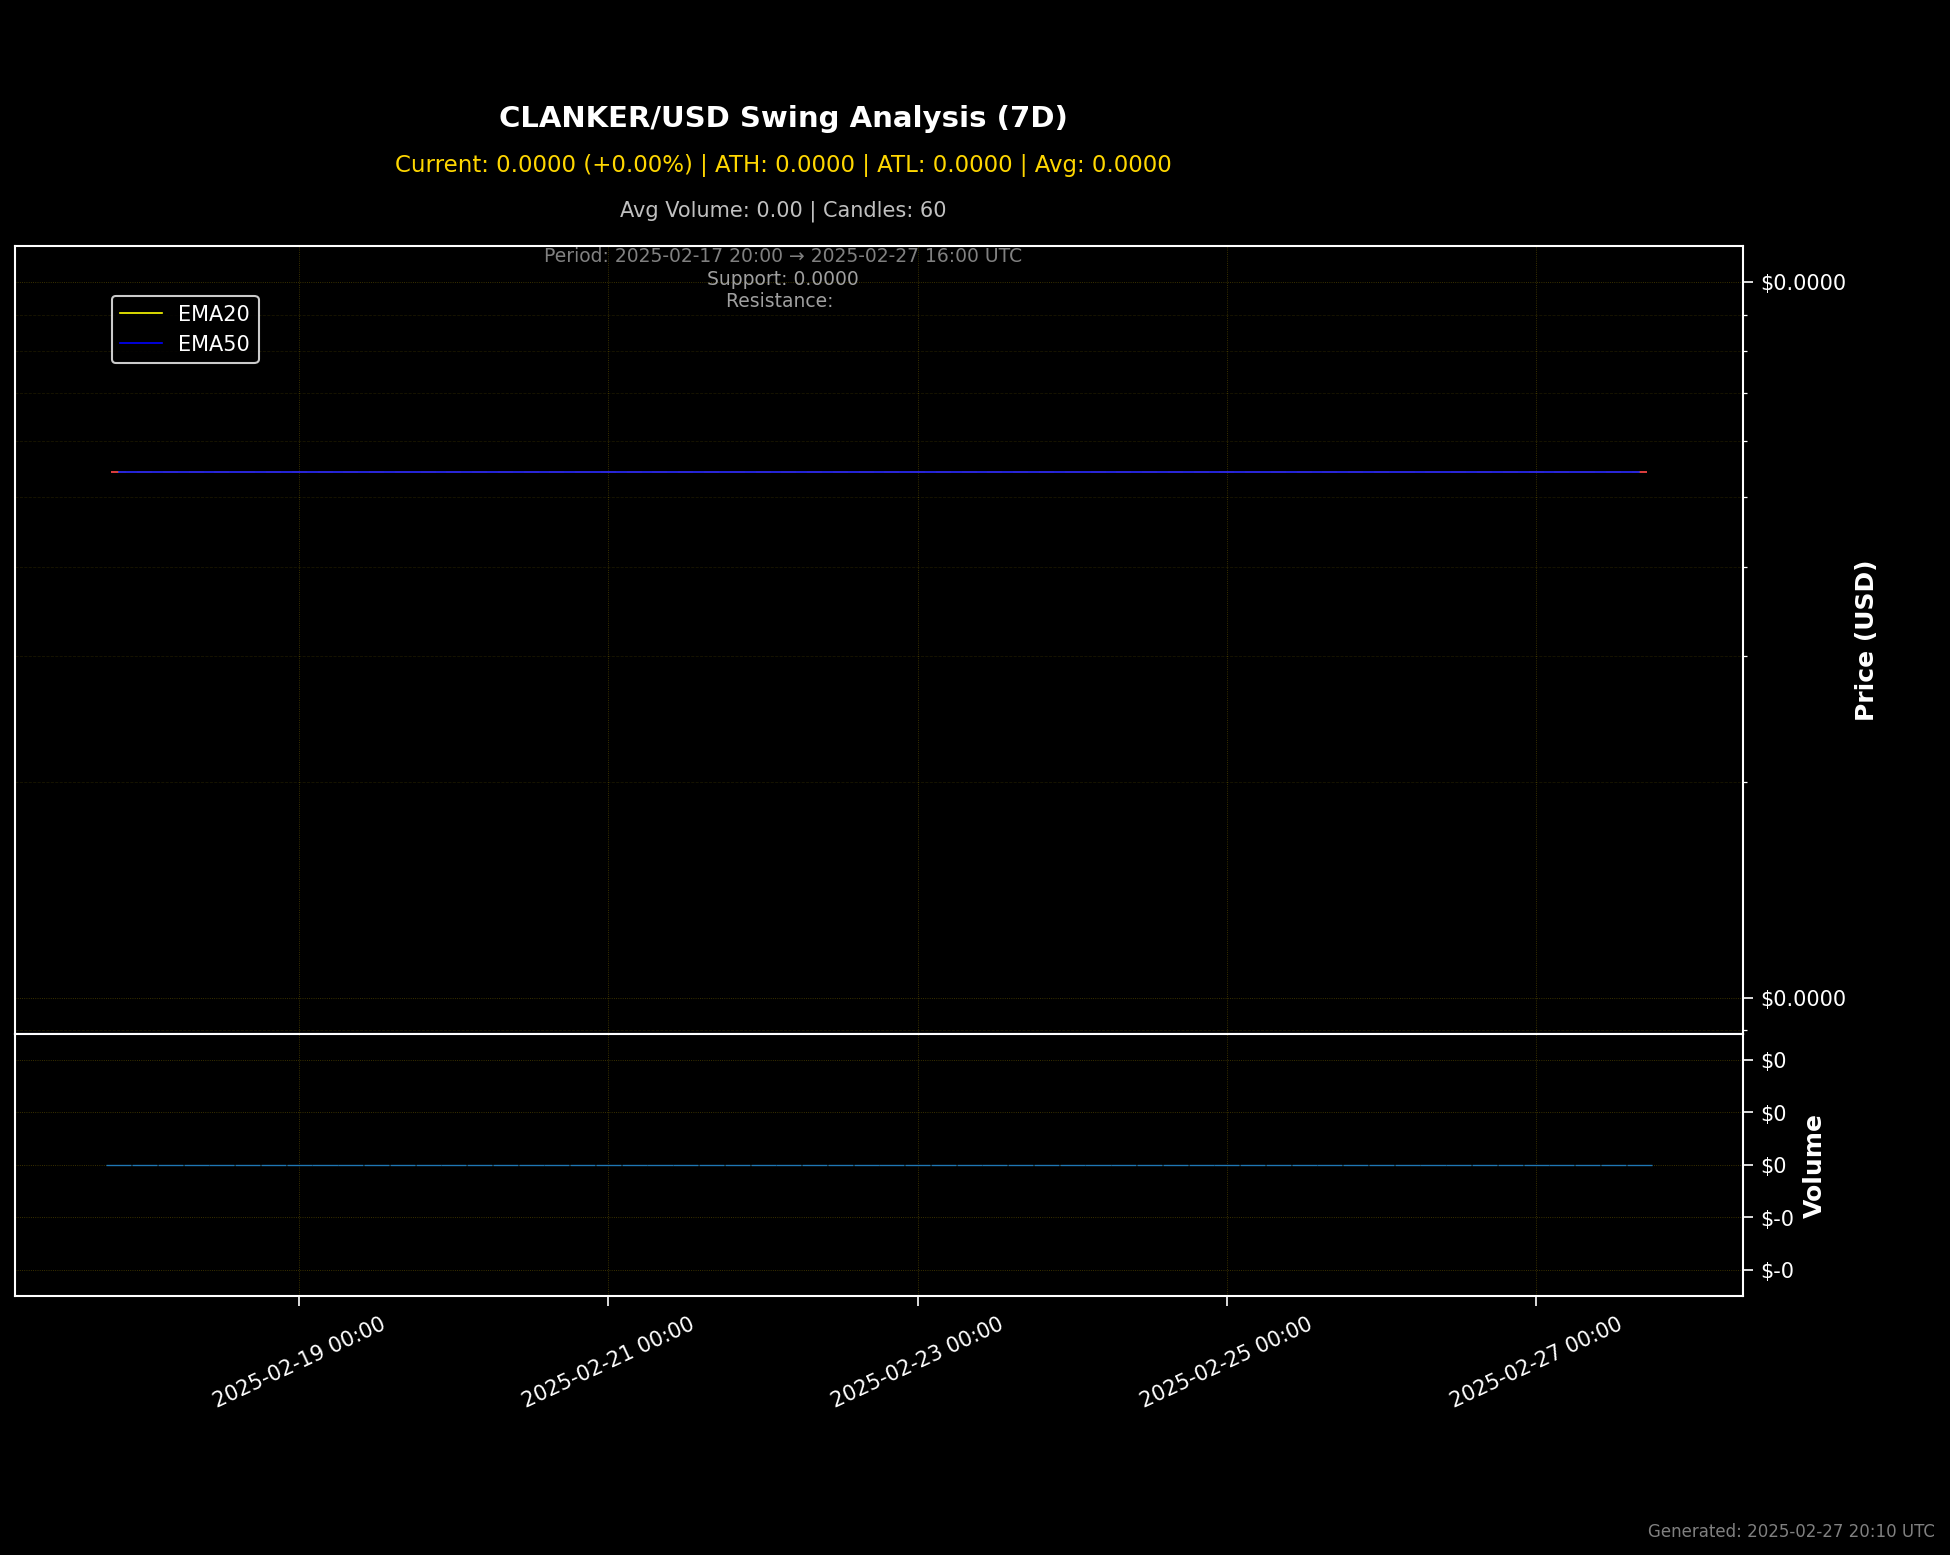 CLANKER/USD Swing Analysis (7D)
Current: 0.0000 (+0.00%) | ATH: 0.0000 | ATL: 0.0000 | Avg: 0.0000
Avg Volume: 0.00 | Candles: 60
Period: 2025-02-17 20:00 → 2025-02-27 16:00 UTC
Support: 0.0000
Resistance:
EMA20
EMA50
$0.0000
$0.0000
Price (USD)
$0
$0
$0
$-0
$-0
Volume
2025-02-19 00:00
2025-02-21 00:00
2025-02-23 00:00
2025-02-25 00:00
2025-02-27 00:00
Generated: 2025-02-27 20:10 UTC